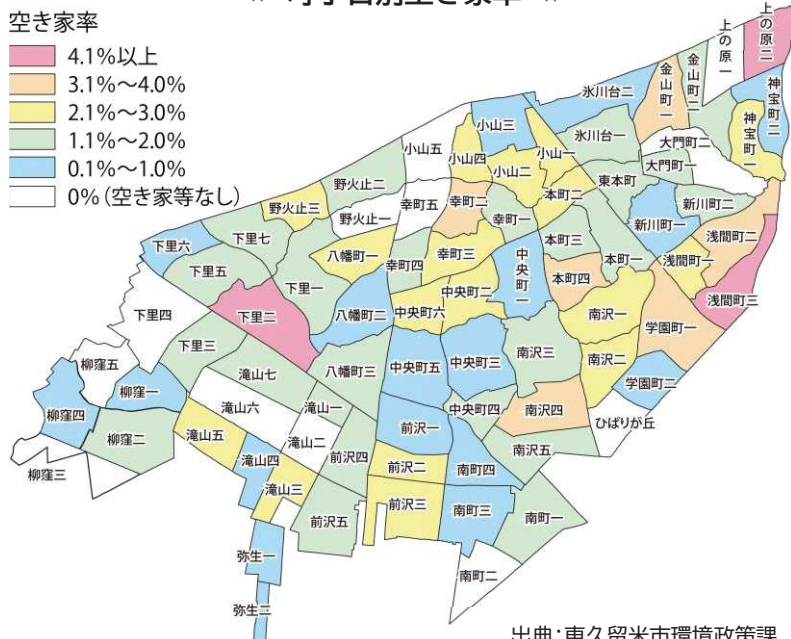 空き家率
4.1%以上
3.1%~4.0%
2.1%~3.0%
1.1%~2.0%
0.1%~1.0%
0%(空き家等なし)
上の原一
上の原二
金山町一
金山町二
神宝町二
神宝町一
氷川台二
氷川台一
大門町二
大門町一
東本町
新川町二
新川町一
小山五
小山四
小山三
小山二
小山一
野火止三
野火止二
野火止一
幸町五
幸町二
幸町一
本町二
本町三
本町一
浅間町二
浅間町一
浅間町三
下里六
下里七
下里五
下里一
八幡町一
幸町四
幸町三
中央町一
本町四
南沢一
学園町一
下里四
下里二
八幡町二
中央町六
中央町二
下里三
八幡町三
中央町五
中央町三
南沢三
南沢二
学園町二
柳窪五
柳窪一
柳窪四
柳窪二
柳窪三
滝山七
滝山六
滝山一
滝山二
滝山五
滝山四
滝山三
前沢四
前沢一
前沢二
前沢三
前沢五
中央町四
南沢四
ひばりが丘
南沢五
南町四
南町三
南町一
南町二
弥生一
弥生二
出典:東久留米市環境政策課